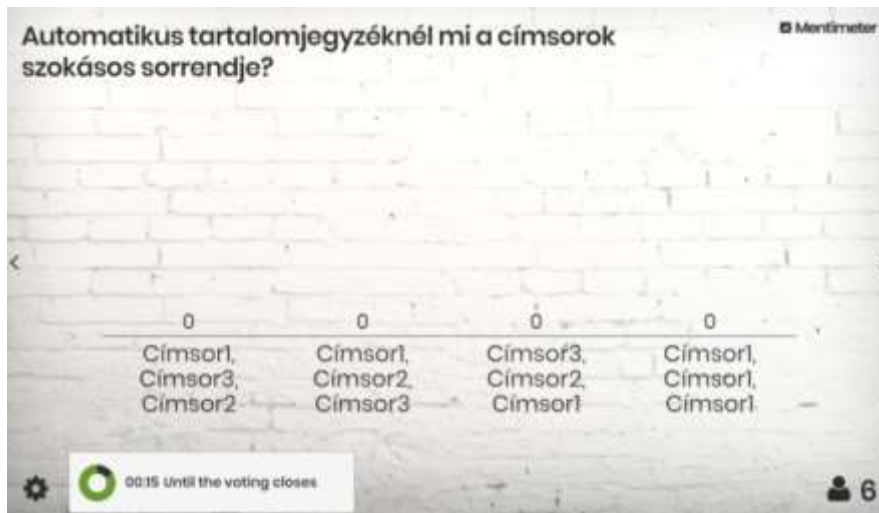 Automatikus tartalomjegyzéknél mi a címsorok
szokásos sorrendje?
Mentimeter
0
0
0
0
Címsor1,
Címsor3,
Címsor2
Címsor1,
Címsor2,
Címsor3
Címsor3,
Címsor2,
Címsor1
Címsor1,
Címsor1,
Címsor1
00:15 Until the voting closes
6